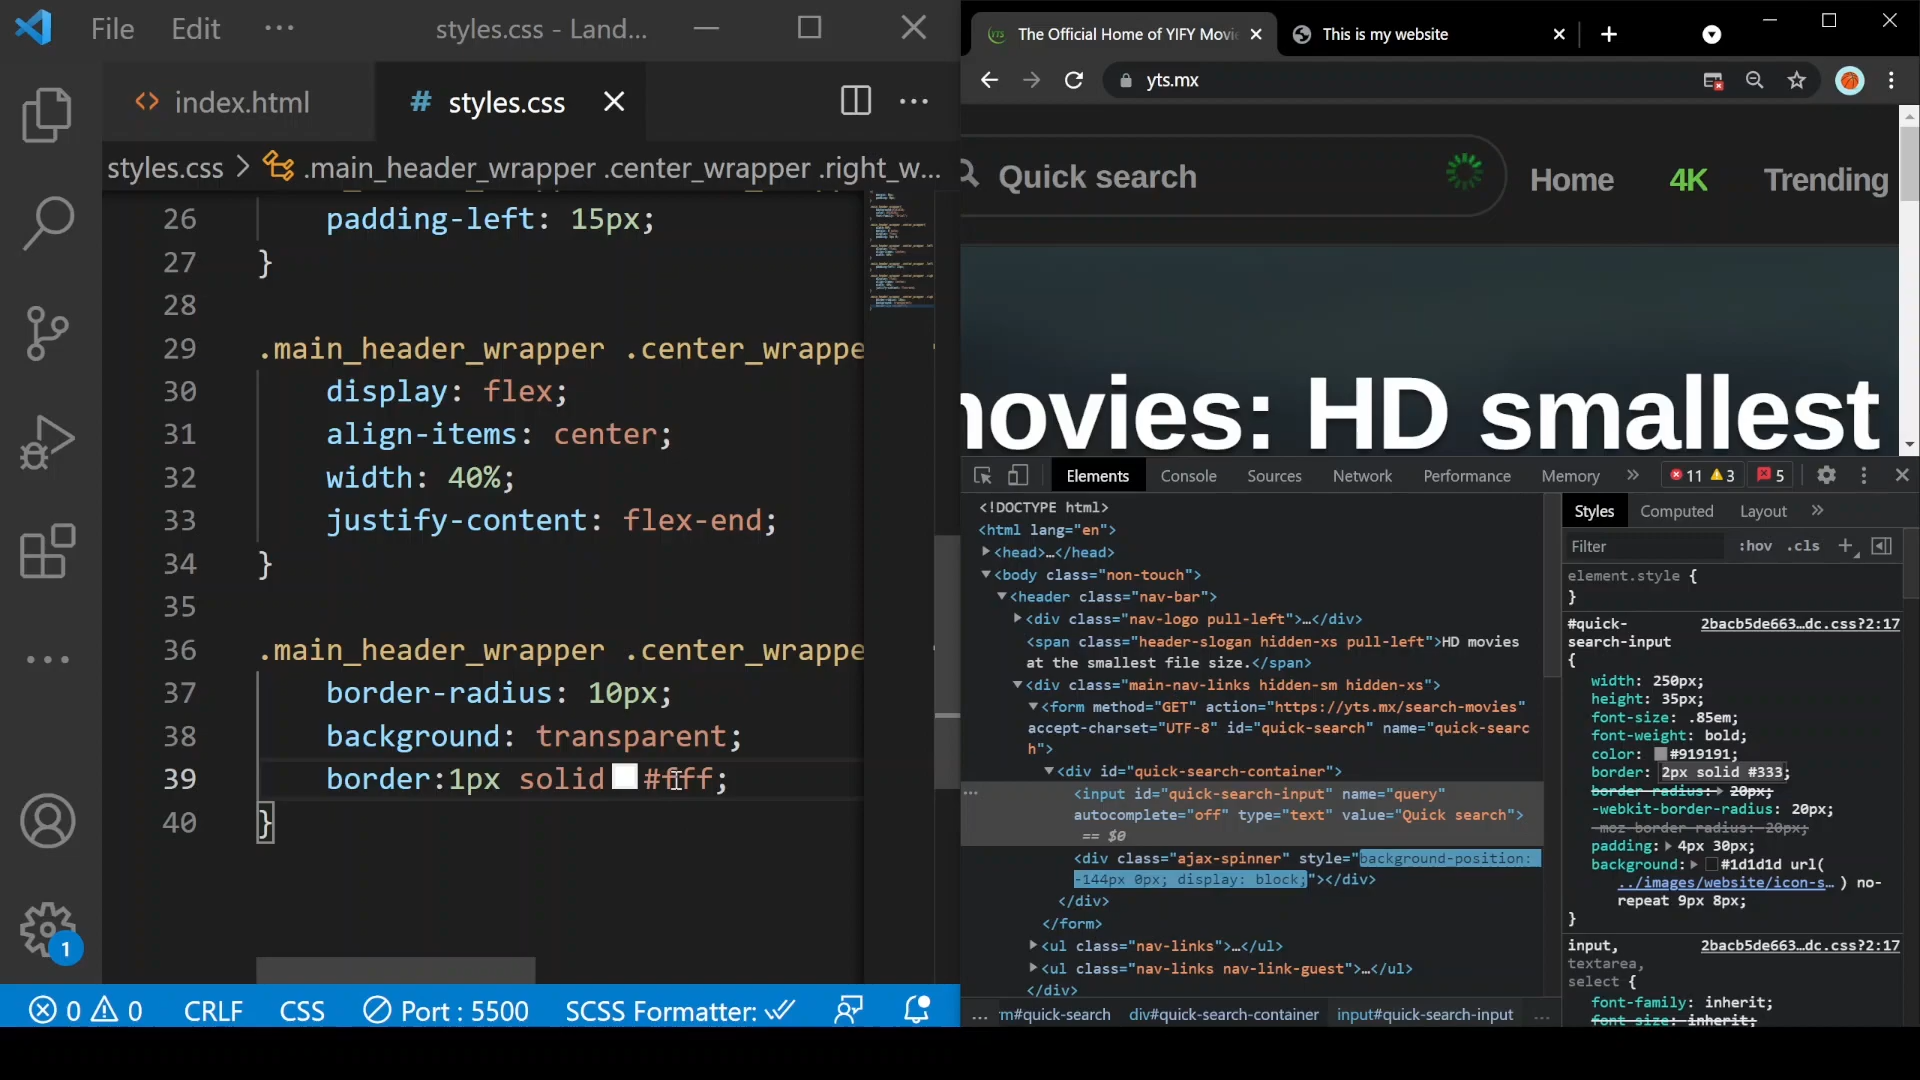 File Edit ... styles.css - Land...
index.html # styles.css
styles.css > .main_header_wrapper .center_wrapper .right_w...
26 padding-left: 15px;
27 }
28
29 .main_header_wrapper .center_wrappe
30 display: flex;
31 align-items: center;
32 width: 40%;
33 justify-content: flex-end;
34 }
35
36 .main_header_wrapper .center_wrappe
37 border-radius: 10px;
38 background: transparent;
39 border:1px solid #fff;
40 }
1
0 0 CRLF CSS Port : 5500 SCSS Formatter:
YTS The Official Home of YIFY Movi This is my website
yts.mx
Quick search Home 4K Trending
movies: HD smallest
Elements Console Sources Network Performance Memory » 11 3 5
<!DOCTYPE html>
<html lang="en">
<head>…</head>
<body class="non-touch">
<header class="nav-bar">
<div class="nav-logo pull-left">…</div>
<span class="header-slogan hidden-xs pull-left">HD movies
at the smallest file size.</span>
<div class="main-nav-links hidden-sm hidden-xs">
<form method="GET" action="https://yts.mx/search-movies"
accept-charset="UTF-8" id="quick-search" name="quick-searc
h">
<div id="quick-search-container">
<input id="quick-search-input" name="query"
autocomplete="off" type="text" value="Quick search">
== $0
<div class="ajax-spinner" style="background-position:
-144px 0px; display: block;"></div>
</div>
</form>
<ul class="nav-links">…</ul>
<ul class="nav-links nav-link-guest">…</ul>
</div>
... rm#quick-search div#quick-search-container input#quick-search-input ...
Styles Computed Layout »
Filter :hov .cls +
element.style {
}
#quick- 2bacb5de663…dc.css?2:17
search-input
{
width: 250px;
height: 35px;
font-size: .85em;
font-weight: bold;
color: #919191;
border: 2px solid #333;
border-radius: 20px;
-webkit-border-radius: 20px;
-moz-border-radius: 20px;
padding: 4px 30px;
background: #1d1d1d url(
../images/website/icon-s… ) no-
repeat 9px 8px;
}
input, 2bacb5de663…dc.css?2:17
textarea,
select {
font-family: inherit;
font-size: inherit;